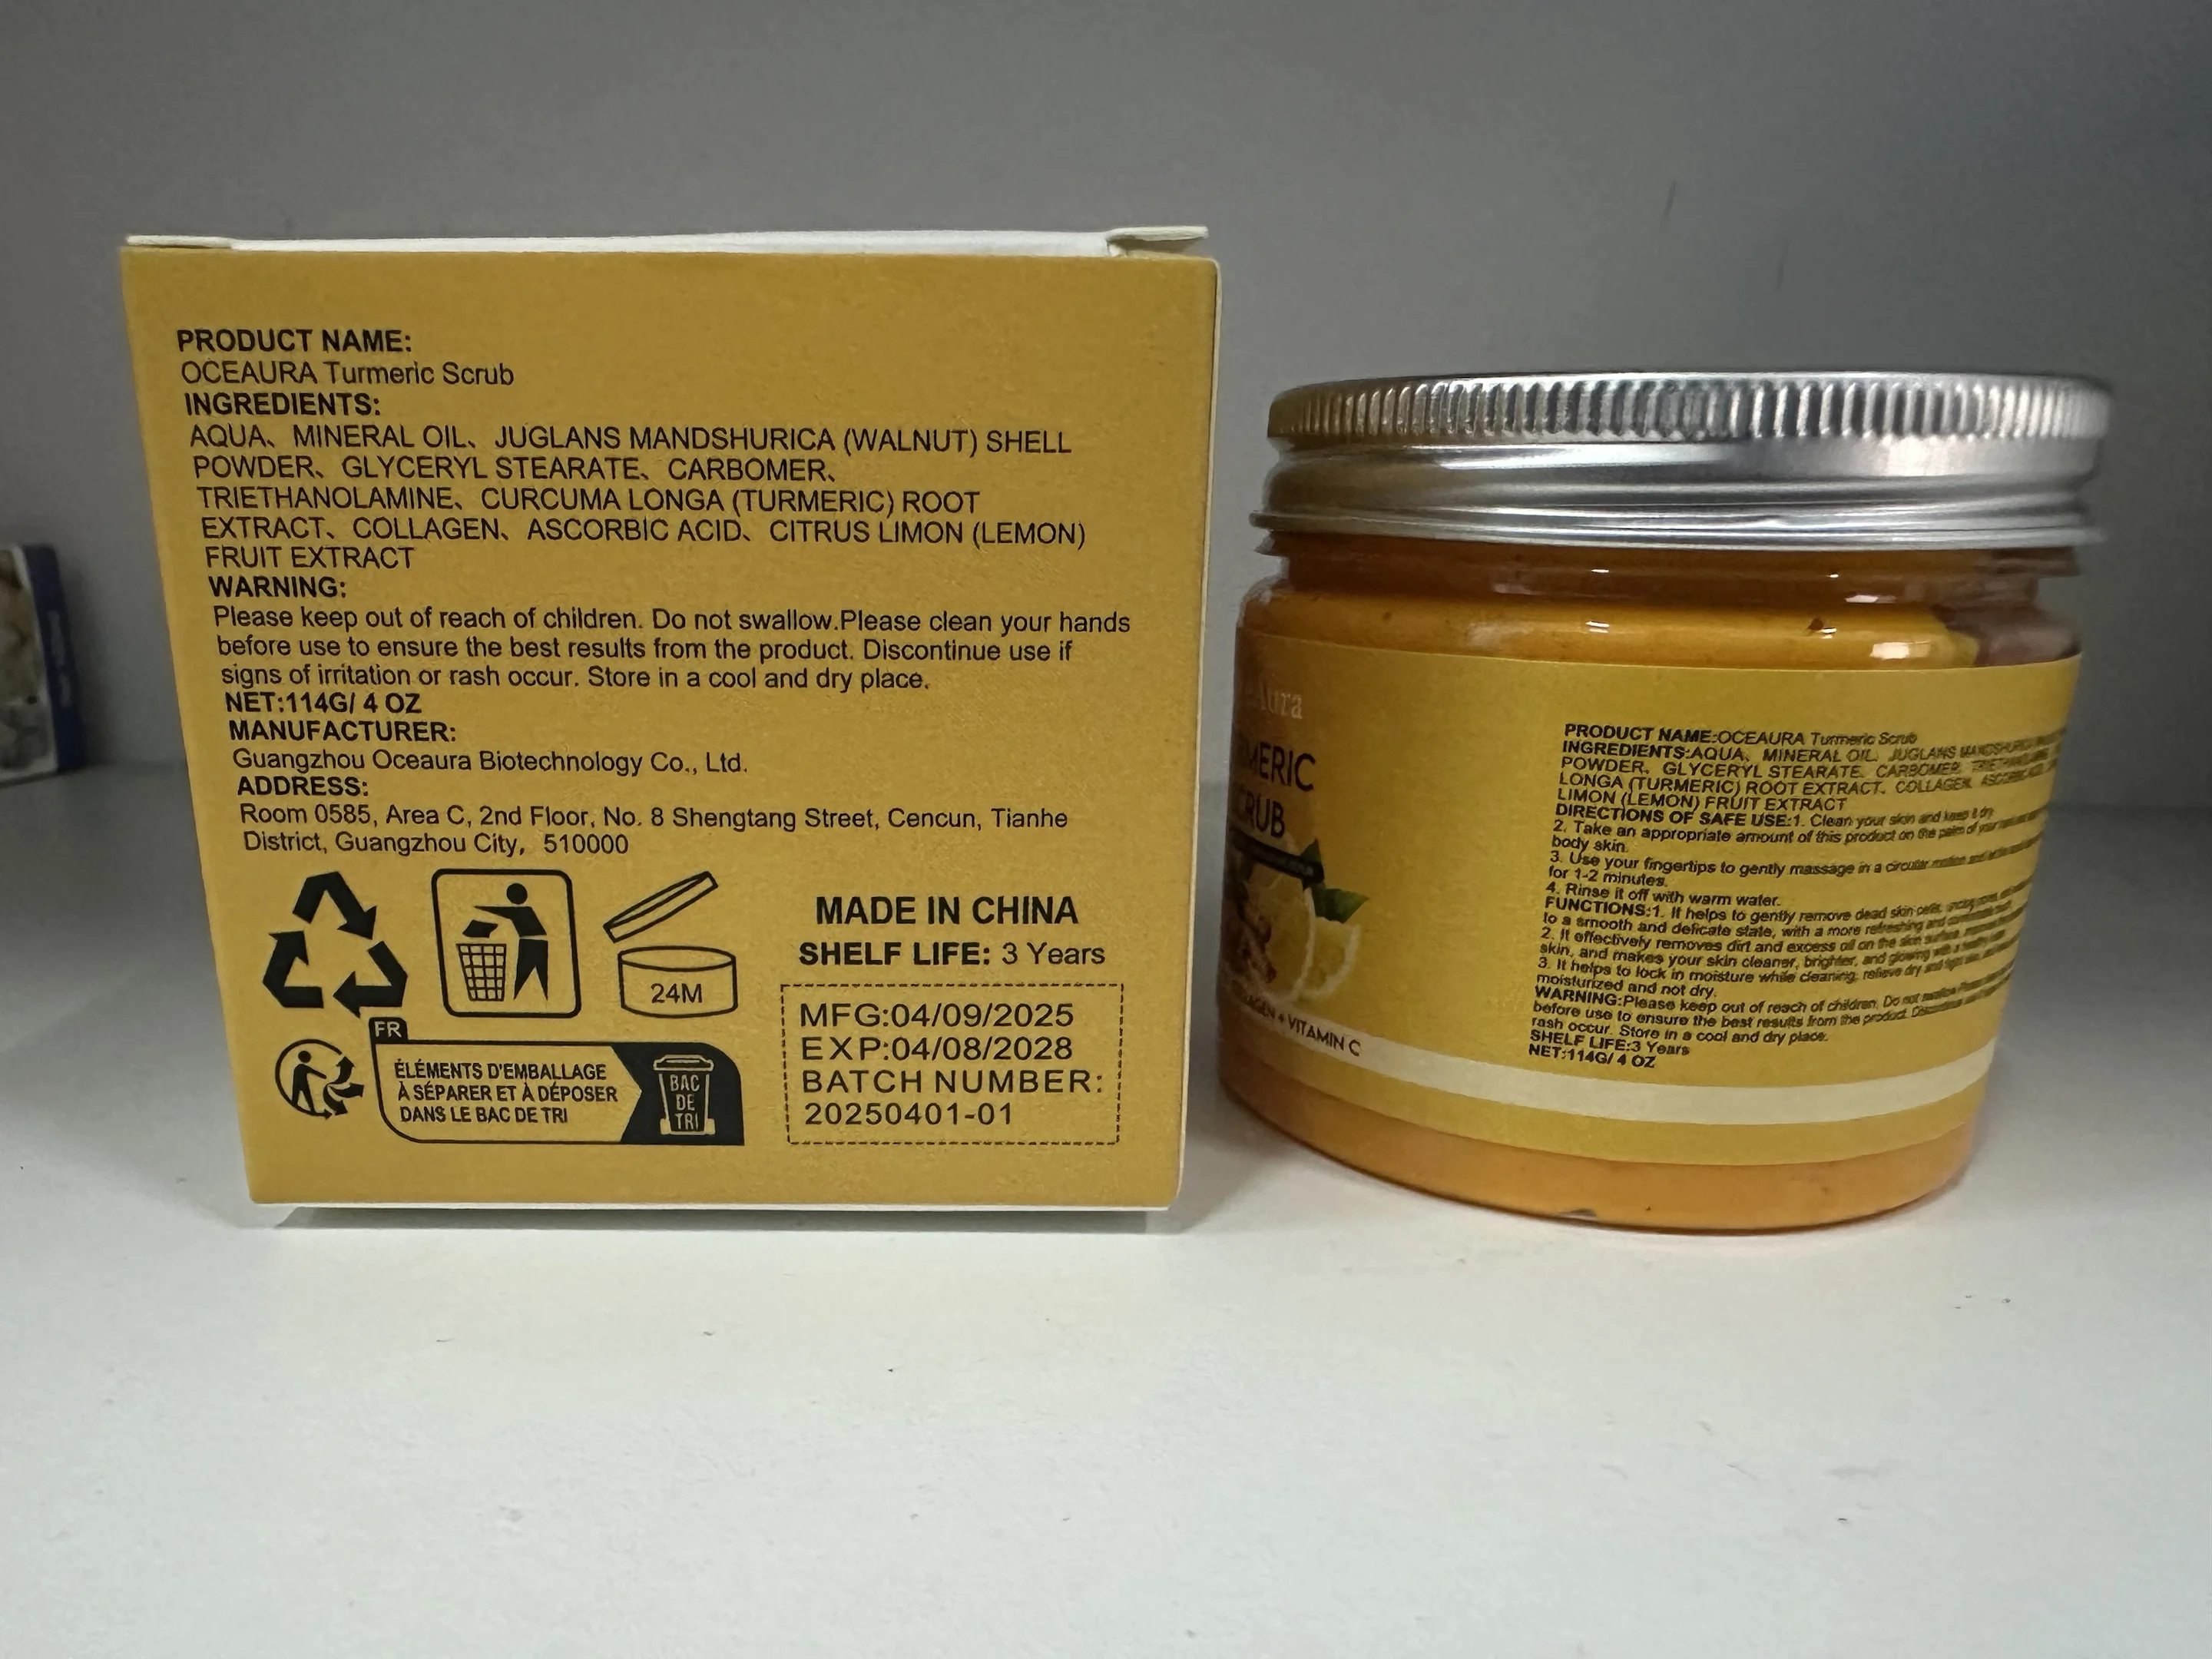 PRODUCT NAME:
OCEAURA Turmeric Scrub
INGREDIENTS:
AQUA、MINERAL OIL、JUGLANS MANDSHURICA (WALNUT) SHELL
POWDER、GLYCERYL STEARATE、CARBOMER、
TRIETHANOLAMINE、CURCUMA LONGA (TURMERIC) ROOT
EXTRACT、COLLAGEN、ASCORBIC ACID、CITRUS LIMON (LEMON)
FRUIT EXTRACT
WARNING:
Please keep out of reach of children. Do not swallow.Please clean your hands
before use to ensure the best results from the product. Discontinue use if
signs of irritation or rash occur. Store in a cool and dry place.
NET:114G/ 4 OZ
MANUFACTURER:
Guangzhou Oceaura Biotechnology Co., Ltd.
ADDRESS:
Room 0585, Area C, 2nd Floor, No. 8 Shengtang Street, Cencun, Tianhe
District, Guangzhou City, 510000
24M
MADE IN CHINA
SHELF LIFE: 3 Years
MFG:04/09/2025
EXP:04/08/2028
BATCH NUMBER:
20250401-01
FR
ÉLÉMENTS D'EMBALLAGE
À SÉPARER ET À DÉPOSER
DANS LE BAC DE TRI
BAC
DE
TRI
Aura
MERIC
CRUB
AGEN + VITAMIN C
PRODUCT NAME:OCEAURA Turmeric Scrub
INGREDIENTS:AQUA、MINERAL OIL、JUGLANS MANDSHURICA
POWDER、GLYCERYL STEARATE、CARBOMER、
LONGA (TURMERIC) ROOT EXTRACT、COLLAGEN、
LIMON (LEMON) FRUIT EXTRACT
DIRECTIONS OF SAFE USE:1. Clean your skin and keep it dry.
2. Take an appropriate amount of this product on the palm of your
body skin.
3. Use your fingertips to gently massage in a circular motion and
for 1-2 minutes.
4. Rinse it off with warm water.
FUNCTIONS:1. It helps to gently remove dead skin cells,
to a smooth and delicate state, with a more refreshing and
2. It effectively removes dirt and excess oil on the skin surface,
skin, and makes your skin cleaner, brighter, and glowing with a
3. It helps to lock in moisture while cleaning, relieve dry and tight
moisturized and not dry.
WARNING:Please keep out of reach of children. Do not swallow.
before use to ensure the best results from the product. Discontinue
rash occur. Store in a cool and dry place.
SHELF LIFE:3 Years
NET:114G/ 4 OZ